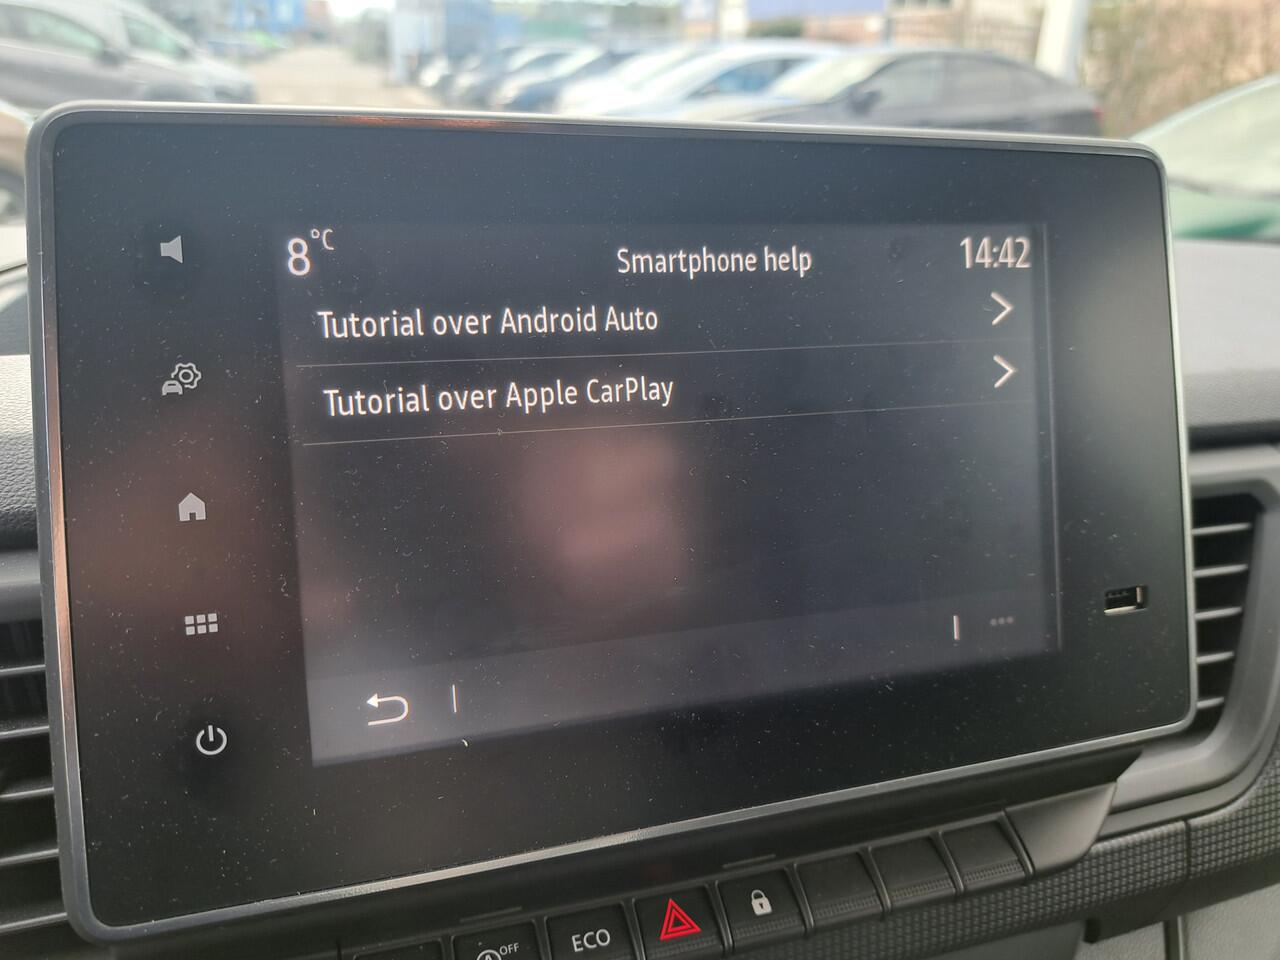 8°C
Smartphone help
14:42
Tutorial over Android Auto
Tutorial over Apple CarPlay
OFF
ECO